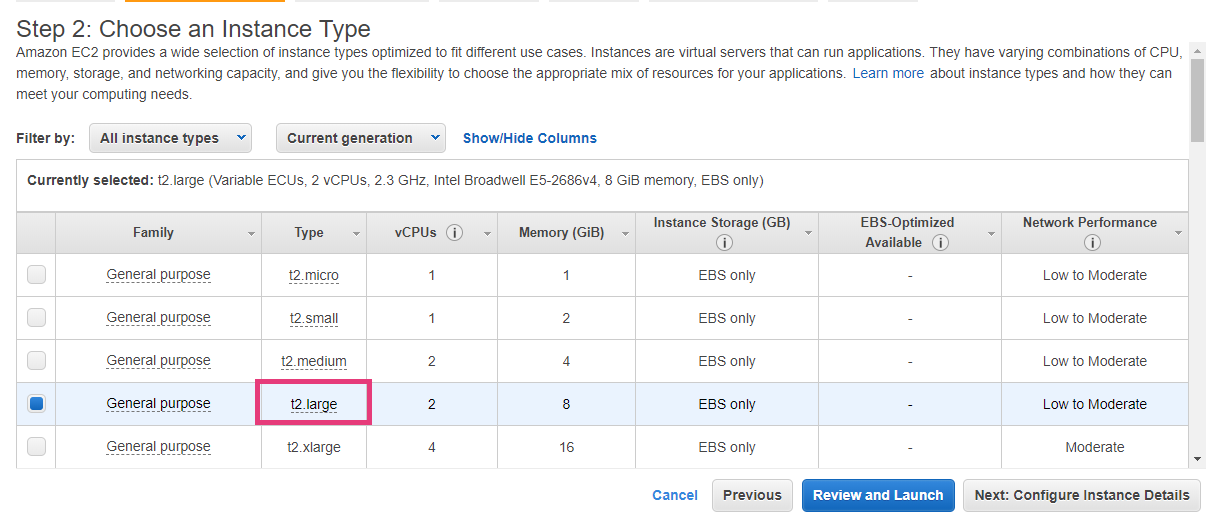 Step 2: Choose an Instance Type
Amazon EC2 provides a wide selection of instance types optimized to fit different use cases. Instances are virtual servers that can run applications. They have varying combinations of CPU,
memory, storage, and networking capacity, and give you the flexibility to choose the appropriate mix of resources for your applications. Learn more about instance types and how they can
meet your computing needs.
Filter by: All instance types Current generation Show/Hide Columns
Currently selected: t2.large (Variable ECUs, 2 vCPUs, 2.3 GHz, Intel Broadwell E5-2686v4, 8 GiB memory, EBS only)
Family Type vCPUs i Memory (GiB) Instance Storage (GB) i EBS-Optimized Available i Network Performance i
General purpose t2.micro 1 1 EBS only - Low to Moderate
General purpose t2.small 1 2 EBS only - Low to Moderate
General purpose t2.medium 2 4 EBS only - Low to Moderate
General purpose t2.large 2 8 EBS only - Low to Moderate
General purpose t2.xlarge 4 16 EBS only - Moderate
Cancel Previous Review and Launch Next: Configure Instance Details